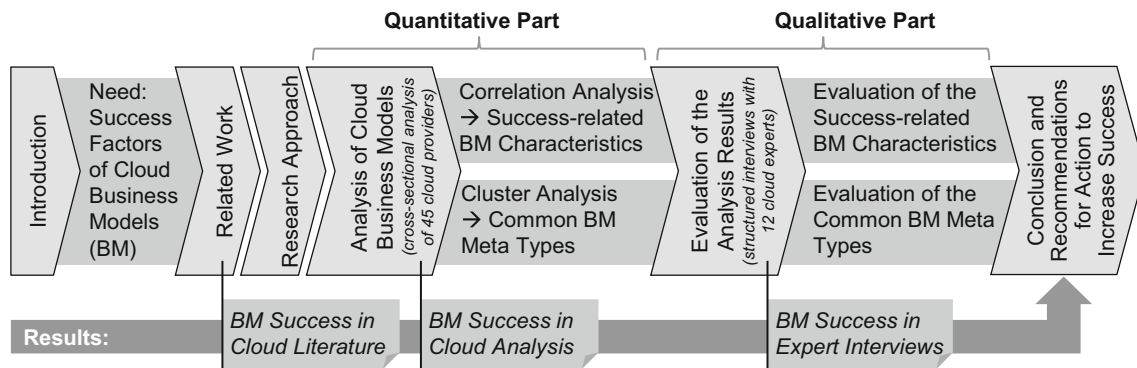 Quantitative Part
Qualitative Part
Introduction
Need:
Success
Factors
of Cloud
Business
Models
(BM)
Related Work
Research Approach
Analysis of Cloud
Business Models
(cross-sectional analysis
of 45 cloud providers)
Correlation Analysis
→ Success-related
BM Characteristics
Cluster Analysis
→ Common BM
Meta Types
Evaluation of the
Analysis Results
(structured interviews with
12 cloud experts)
Evaluation of the
Success-related
BM Characteristics
Evaluation of the
Common BM Meta
Types
Conclusion and
Recommendations
for Action to
Increase Success
Results:
BM Success in
Cloud Literature
BM Success in
Cloud Analysis
BM Success in
Expert Interviews